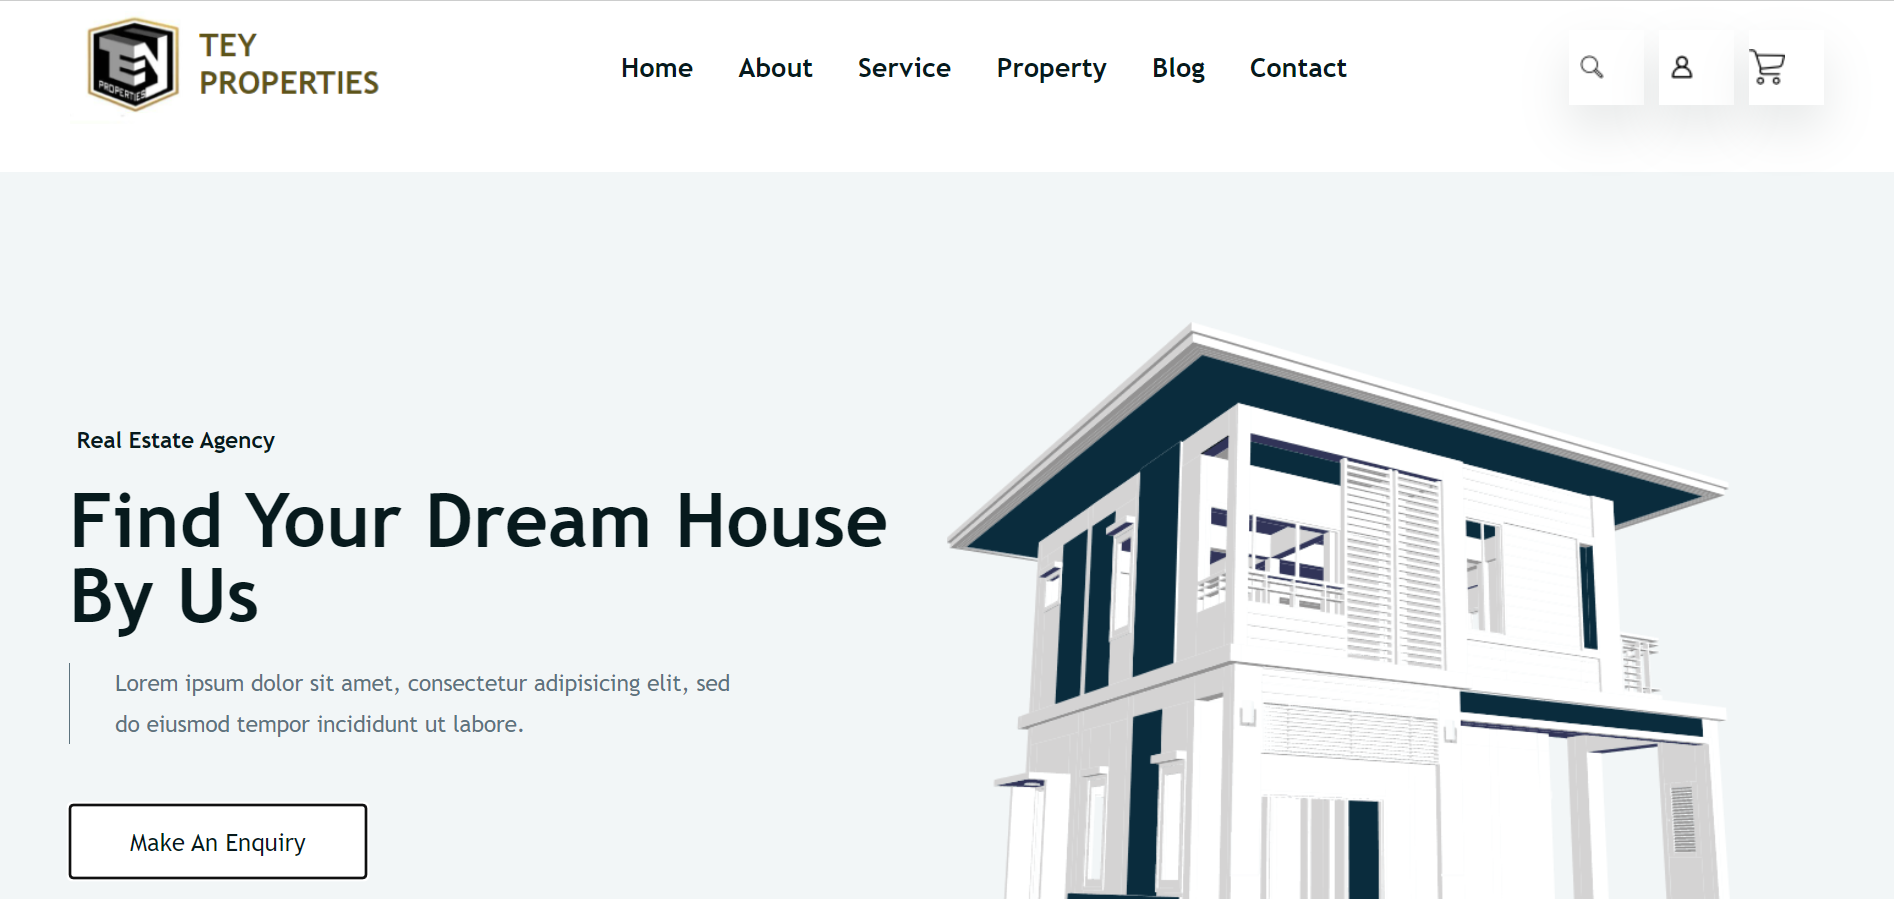 TEY
PROPERTIES
TEY
PROPERTIES
Home About Service Property Blog Contact
Real Estate Agency
Find Your Dream House
By Us
Lorem ipsum dolor sit amet, consectetur adipisicing elit, sed
do eiusmod tempor incididunt ut labore.
Make An Enquiry